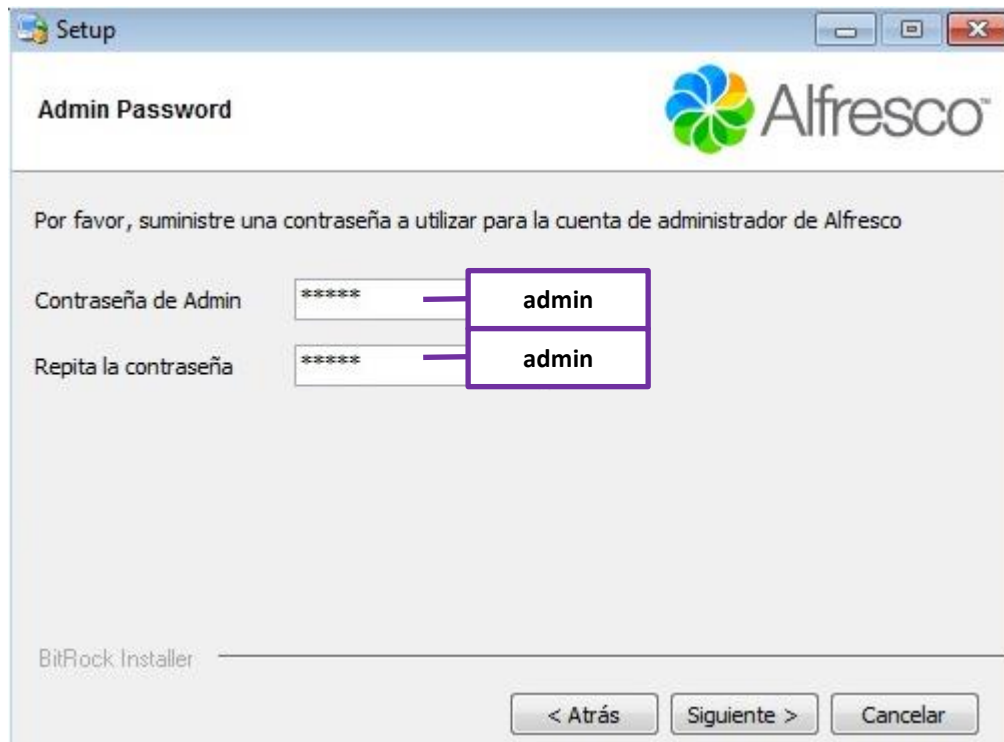 Setup
Admin Password
Alfresco™
Por favor, suministre una contraseña a utilizar para la cuenta de administrador de Alfresco
Contraseña de Admin ***** admin
Repita la contraseña ***** admin
BitRock Installer
< Atrás Siguiente > Cancelar